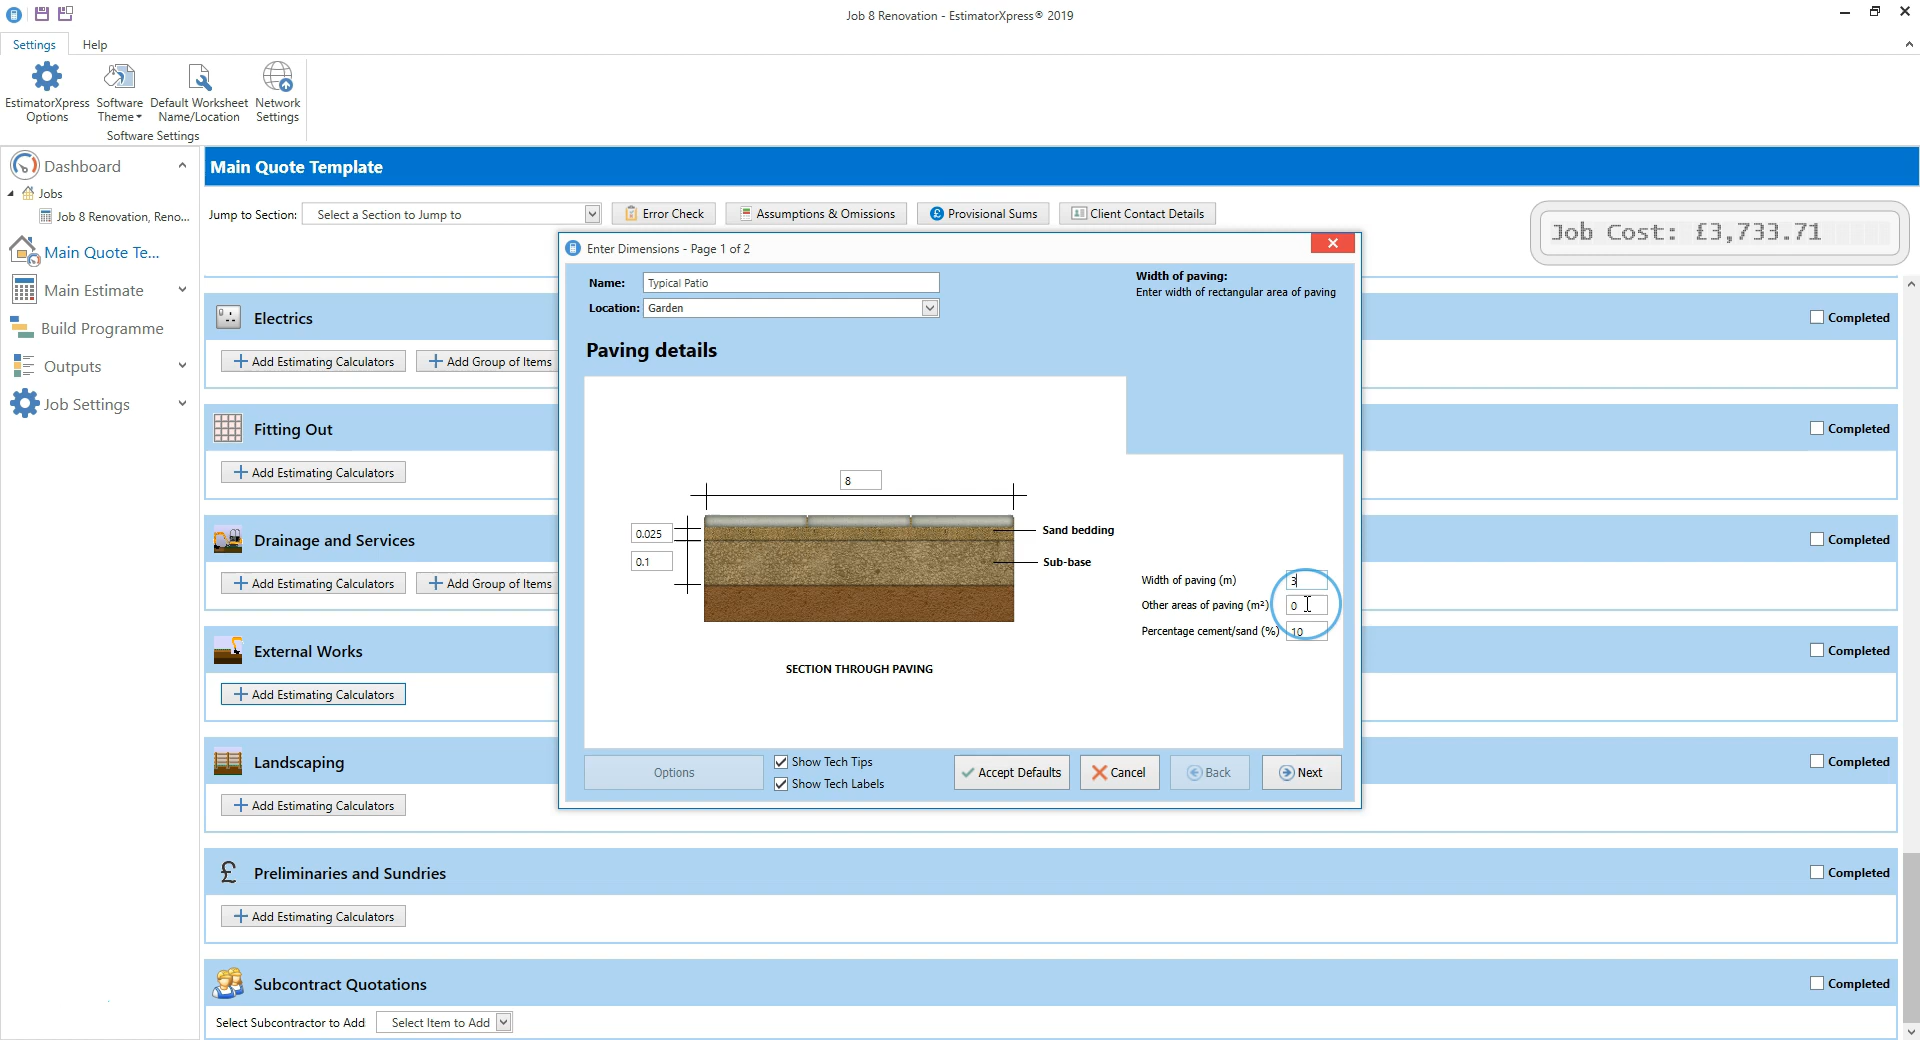 Job 8 Renovation - EstimatorXpress® 2019
Settings
Help
EstimatorXpress Options
Software Theme
Default Worksheet Name/Location
Network Settings
Software Settings
Dashboard
Jobs
Job 8 Renovation, Reno...
Main Quote Te...
Main Estimate
Build Programme
Outputs
Job Settings
Main Quote Template
Jump to Section:
Select a Section to Jump to
Error Check
Assumptions & Omissions
Provisional Sums
Client Contact Details
Job Cost: £3,733.71
Electrics
Completed
Add Estimating Calculators
Add Group of Items
Fitting Out
Completed
Add Estimating Calculators
Drainage and Services
Completed
Add Estimating Calculators
Add Group of Items
External Works
Completed
Add Estimating Calculators
Landscaping
Completed
Add Estimating Calculators
£ Preliminaries and Sundries
Completed
Add Estimating Calculators
Subcontract Quotations
Completed
Select Subcontractor to Add
Select Item to Add
Enter Dimensions - Page 1 of 2
Name: Typical Patio
Location: Garden
Width of paving:
Enter width of rectangular area of paving
Paving details
8
0.025
0.1
Sand bedding
Sub-base
SECTION THROUGH PAVING
Width of paving (m) 3
Other areas of paving (m²) 0
Percentage cement/sand (%) 10
Options
Show Tech Tips
Show Tech Labels
Accept Defaults
Cancel
Back
Next